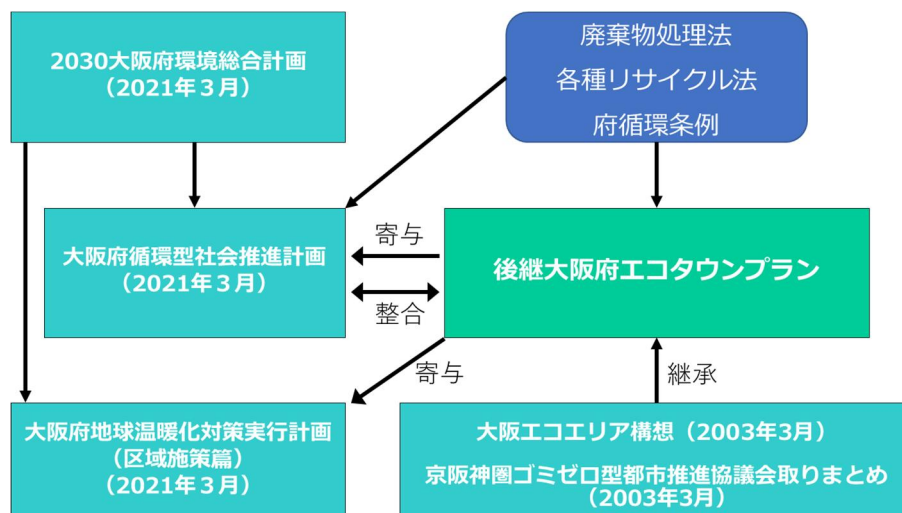 2030大阪府環境総合計画
（2021年３月）
廃棄物処理法
各種リサイクル法
府循環条例
大阪府循環型社会推進計画
（2021年３月）
寄与
整合
後継大阪府エコタウンプラン
寄与
継承
大阪府地球温暖化対策実行計画
（区域施策篇）
（2021年３月）
大阪エコエリア構想（2003年3月）
京阪神圏ゴミゼロ型都市推進協議会取りまとめ
（2003年3月）